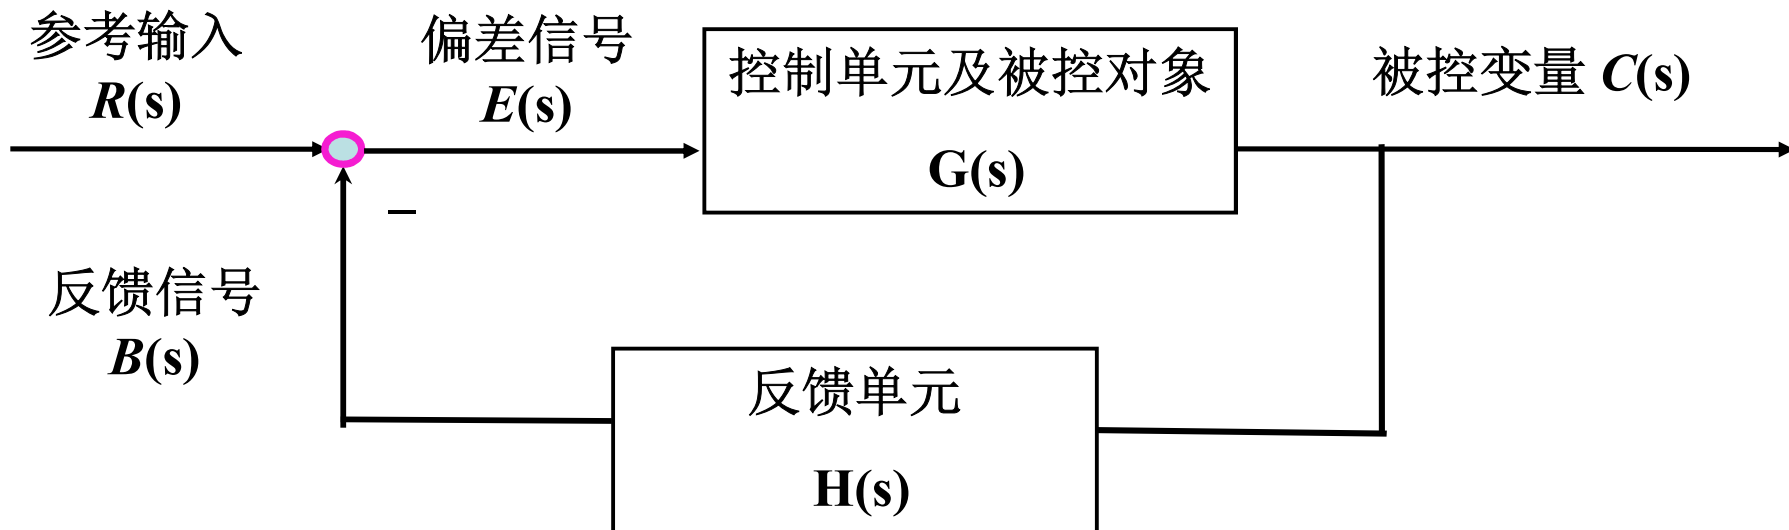 参考输入
R(s)
偏差信号
E(s)
控制单元及被控对象
G(s)
被控变量 C(s)
−
反馈信号
B(s)
反馈单元
H(s)